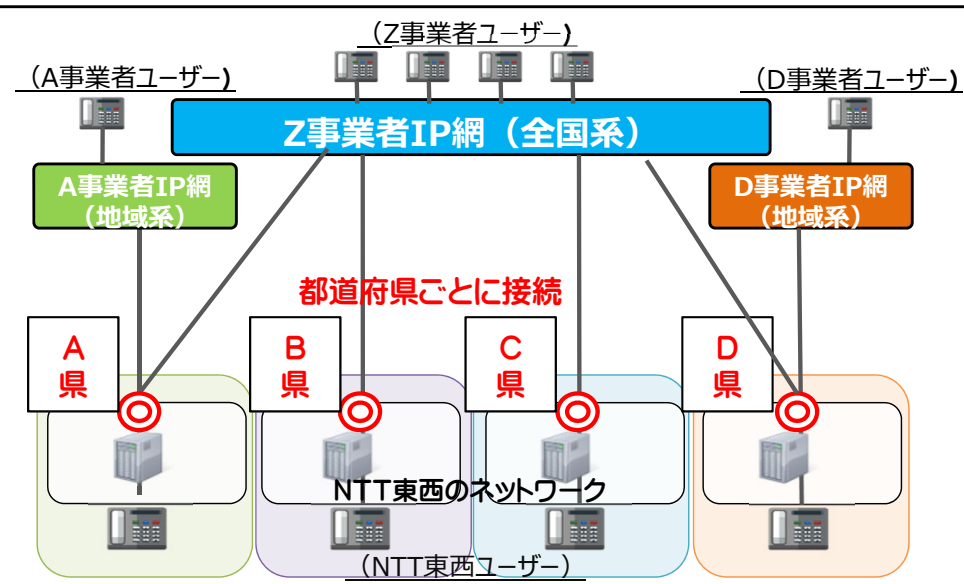 （Z事業者ユーザー）
（A事業者ユーザー)
（D事業者ユーザー)
Z事業者IP網（全国系）
A事業者IP網
（地域系）
D事業者IP網
（地域系）
都道府県ごとに接続
A
県
B
県
C
県
D
県
NTT東西のネットワーク
（NTT東西ユーザー）